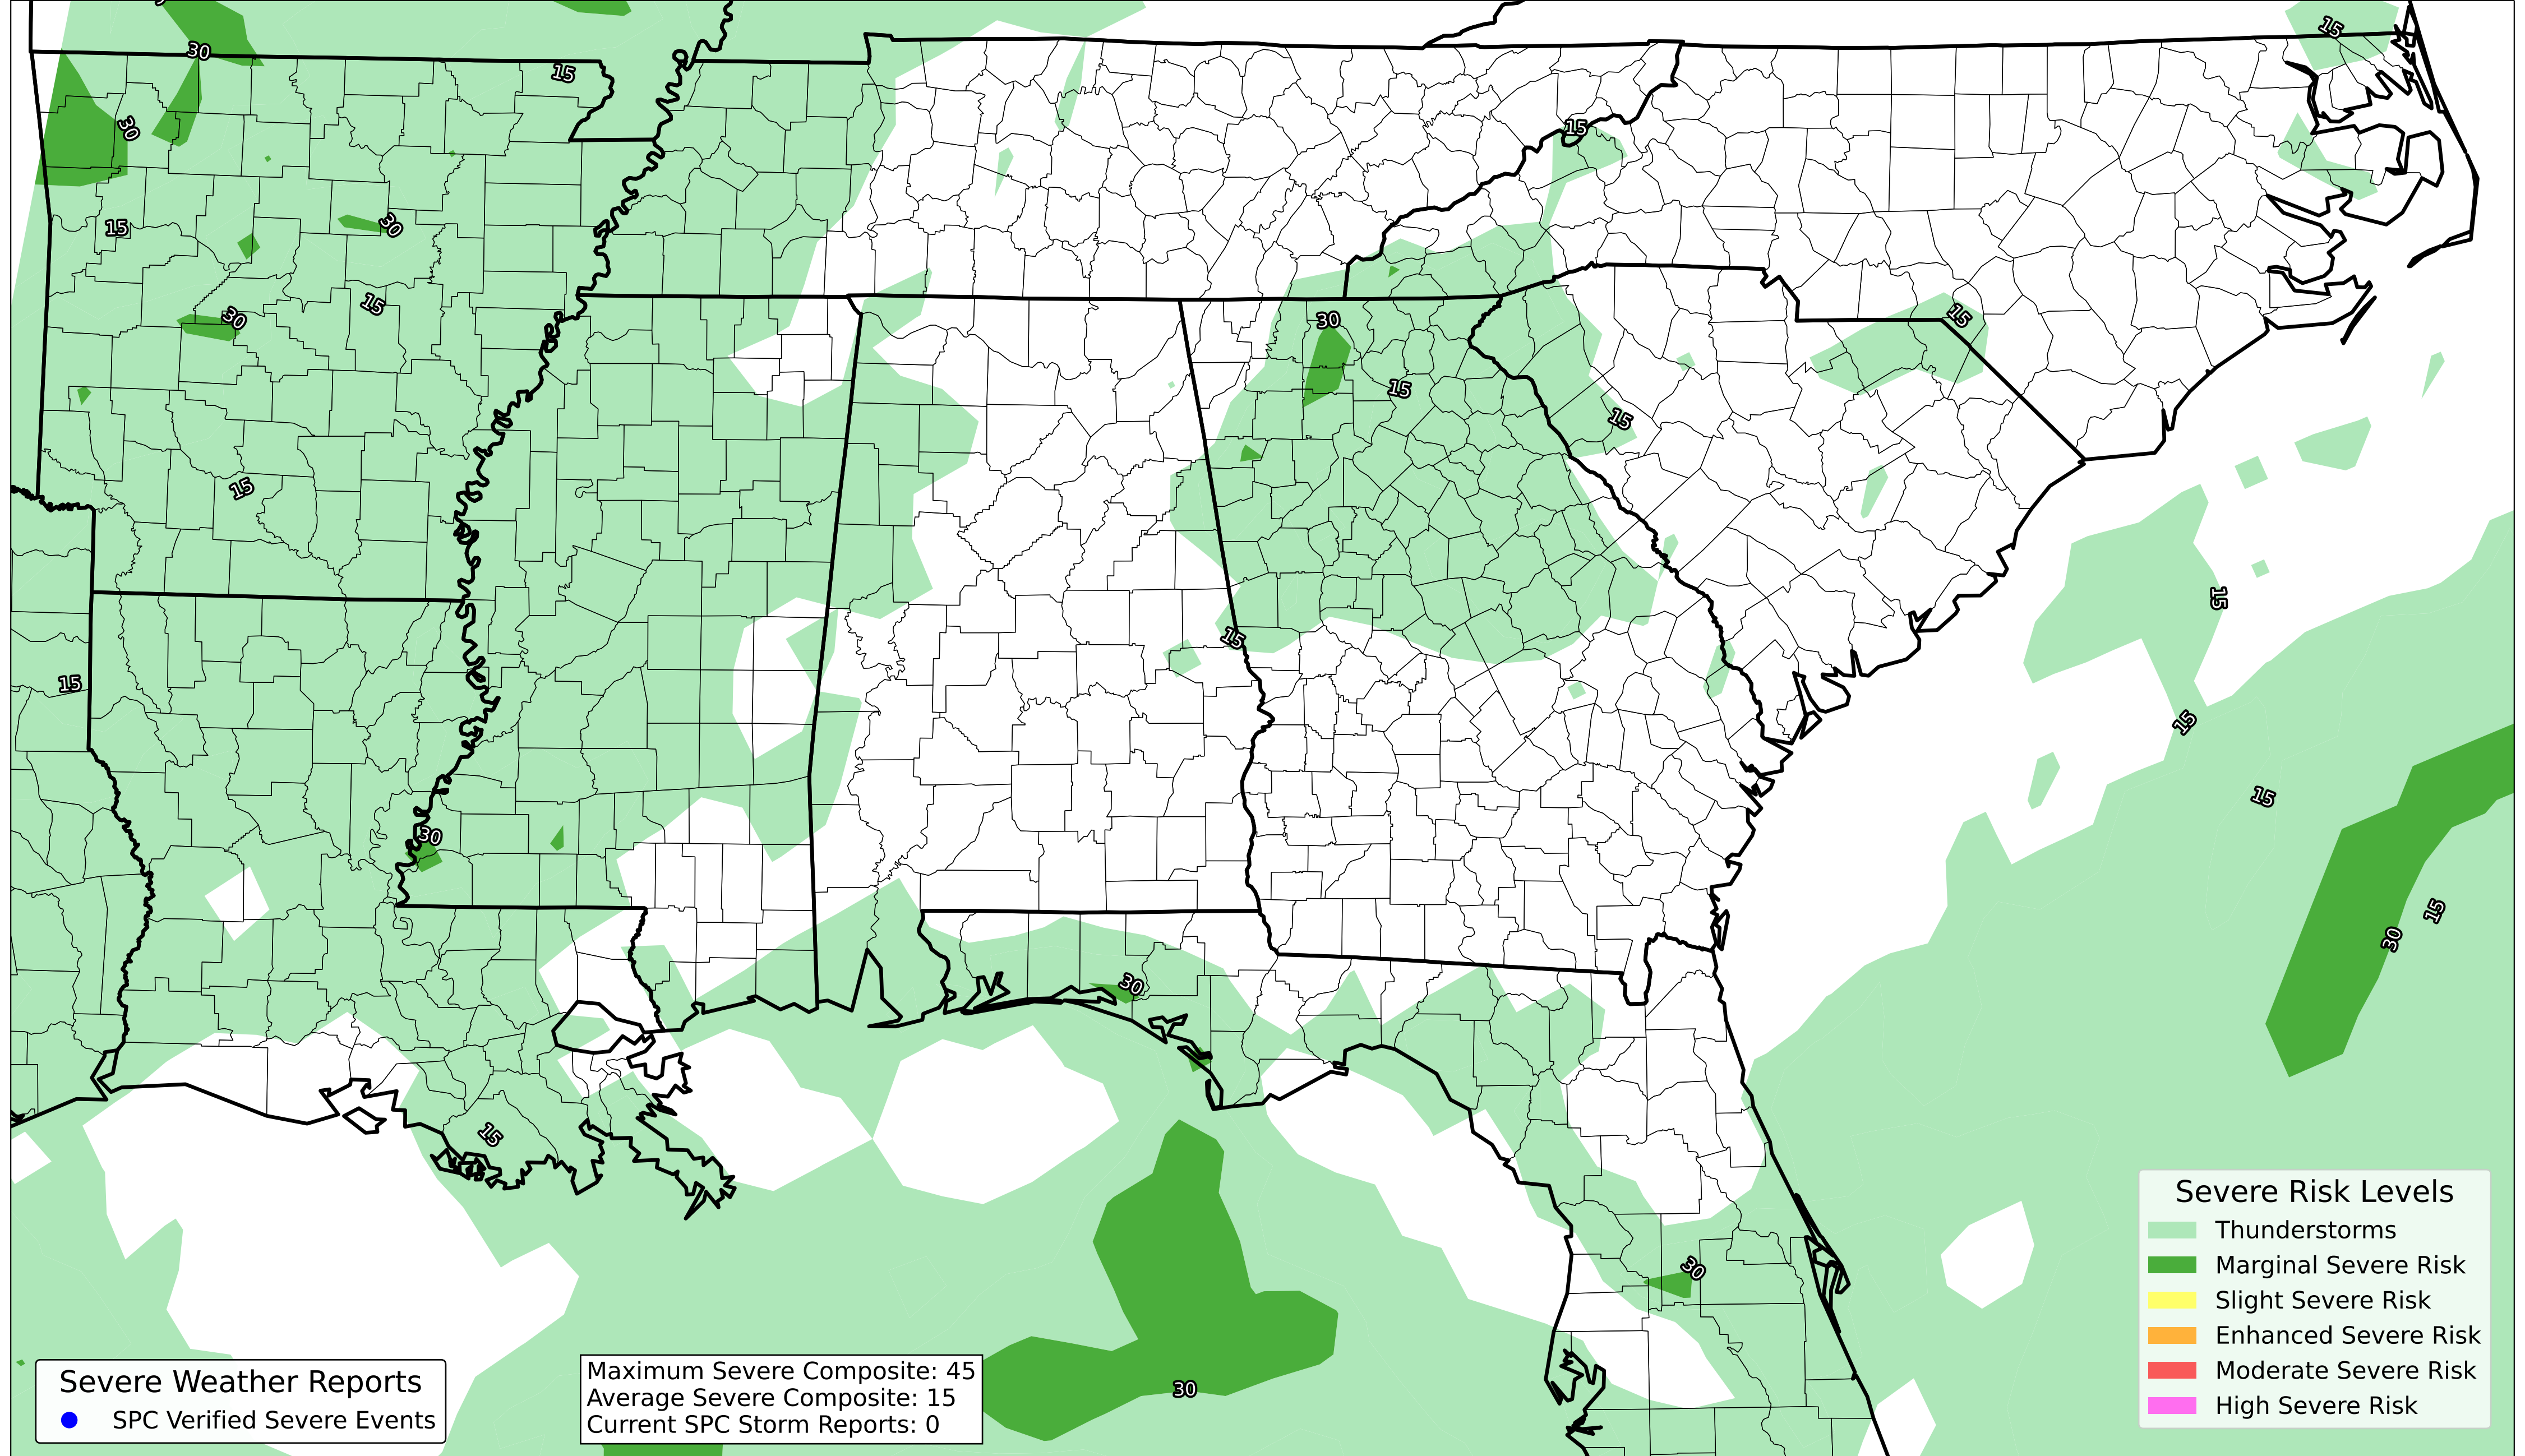 15
30
15
30
15
15
30
15
30
15
15
30
15
30
15
15
15
15
15
15
30
15
15
30
30
15
30
15
30
Severe Risk Levels
Thunderstorms
Marginal Severe Risk
Slight Severe Risk
Enhanced Severe Risk
Moderate Severe Risk
High Severe Risk
Severe Weather Reports
SPC Verified Severe Events
Maximum Severe Composite: 45
Average Severe Composite: 15
Current SPC Storm Reports: 0
30